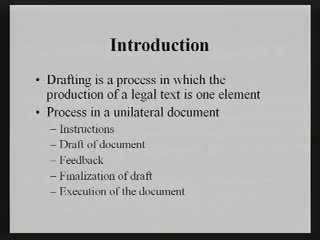 Introduction
• Drafting is a process in which the
production of a legal text is one element
• Process in a unilateral document
– Instructions
– Draft of document
– Feedback
– Finalization of draft
– Execution of the document